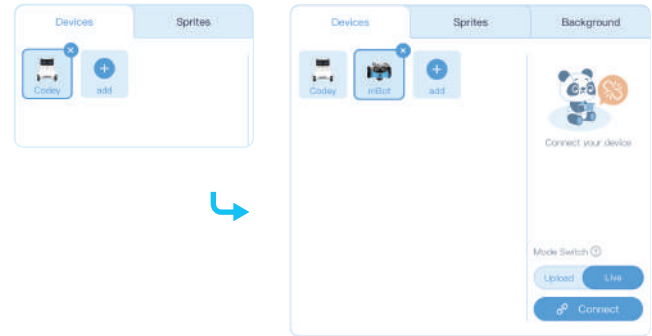 Devices Sprites
Codey add
Devices Sprites Background
Codey mBot add
Connect your device
Mode Switch ?
Upload Live
Connect